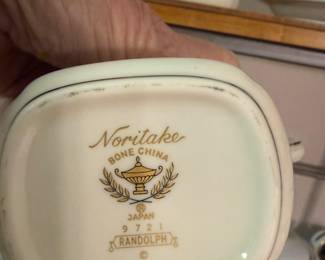 Noritake
BONE CHINA
®
JAPAN
9721
RANDOLPH
©